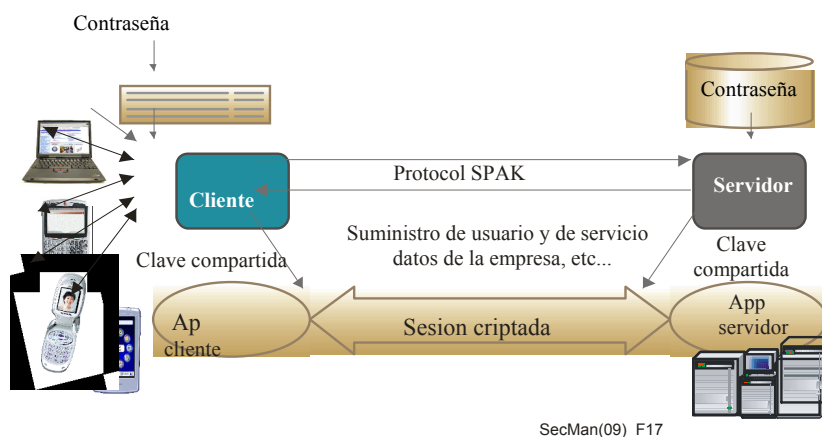 Contraseña
Contraseña
Protocol SPAK
Cliente
Servidor
Suministro de usuario y de servicio
datos de la empresa, etc...
Clave compartida
Clave
compartida
Ap
cliente
Sesion criptada
App
servidor
SecMan(09) F17